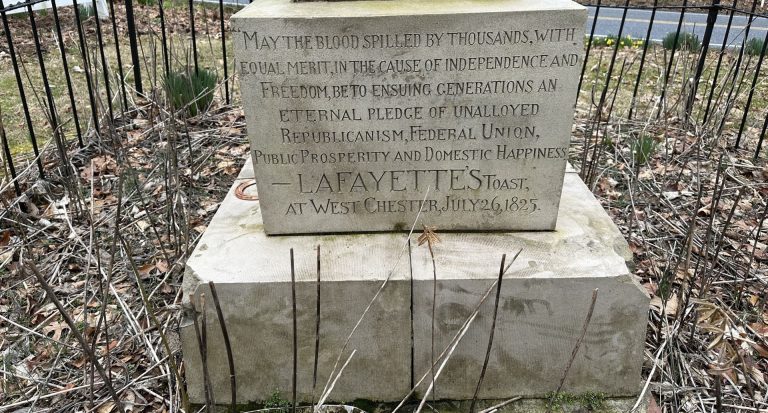 "MAY THE BLOOD SPILLED BY THOUSANDS, WITH
EQUAL MERIT, IN THE CAUSE OF INDEPENDENCE AND
FREEDOM, BE TO ENSUING GENERATIONS AN
ETERNAL PLEDGE OF UNALLOYED
REPUBLICANISM, FEDERAL UNION,
PUBLIC PROSPERITY AND DOMESTIC HAPPINESS
—LAFAYETTE'S TOAST,
AT WEST CHESTER, JULY 26, 1825.